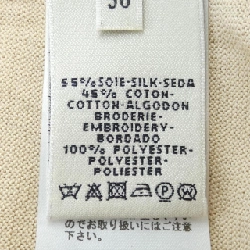 55%SOIE-SILK-SEDA
45% COTON-
COTTON-ALGODON
BRODERIE-
EMBROIDERY-
BORDADO
100% POLYESTER-
POLYESTER-
POLIESTER
のでお取り扱いにはご注
意下さい。